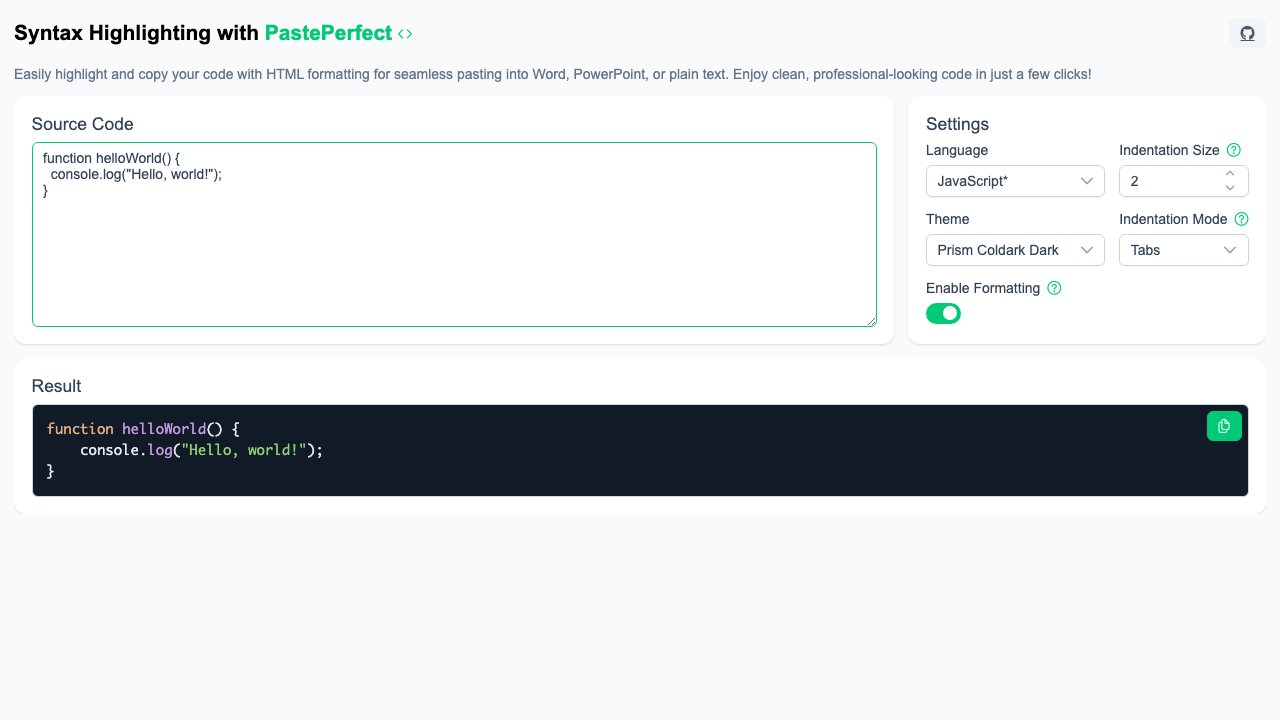 Syntax Highlighting with PastePerfect <>
Easily highlight and copy your code with HTML formatting for seamless pasting into Word, PowerPoint, or plain text. Enjoy clean, professional-looking code in just a few clicks!
Source Code
function helloWorld() {
  console.log("Hello, world!");
}
Settings
Language
Indentation Size ?
JavaScript*
2
Theme
Indentation Mode ?
Prism Coldark Dark
Tabs
Enable Formatting ?
Result
function helloWorld() {
    console.log("Hello, world!");
}